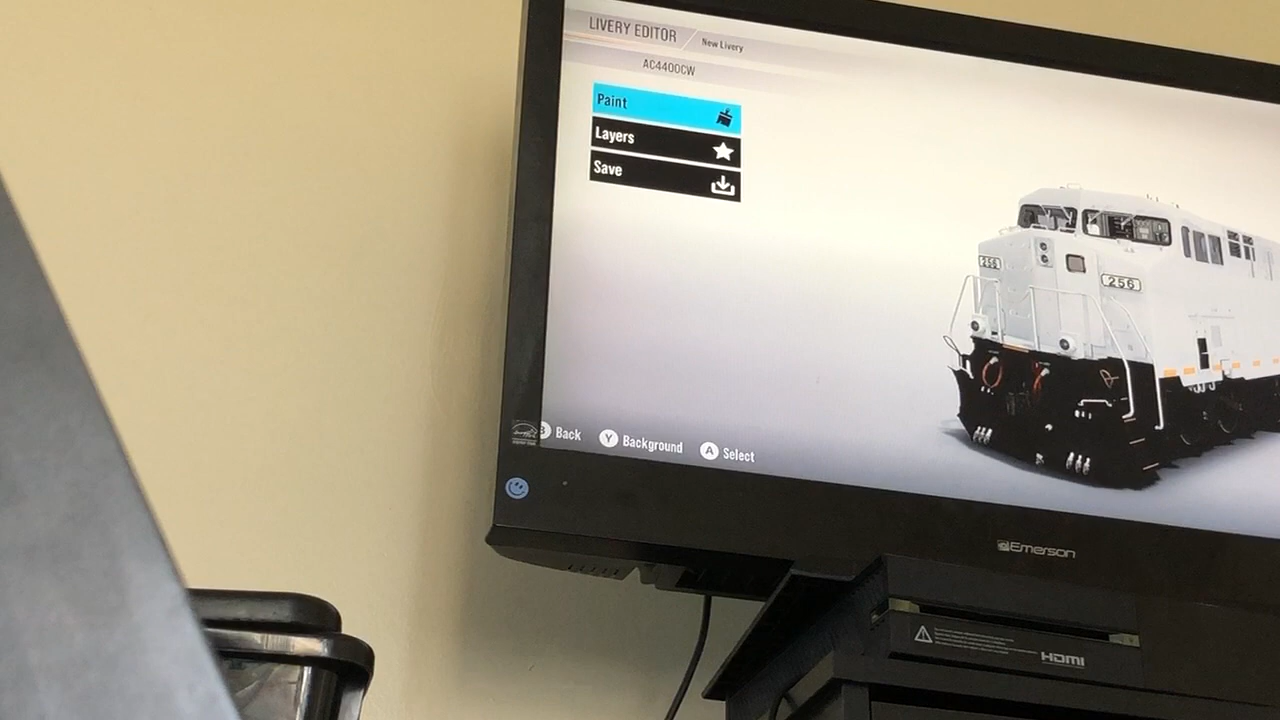 LIVERY EDITOR
New Livery
AC4400CW
Paint
Layers
Save
256
256
B Back
Y Background
A Select
Emerson
HDMI